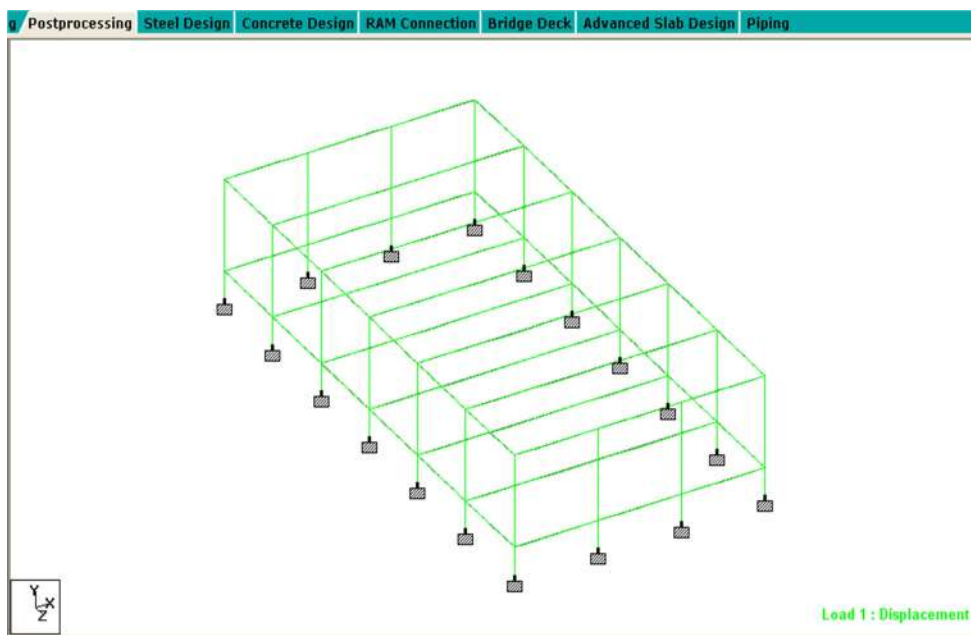 g Postprocessing Steel Design Concrete Design RAM Connection Bridge Deck Advanced Slab Design Piping
Y
X
Z
Load 1 : Displacement